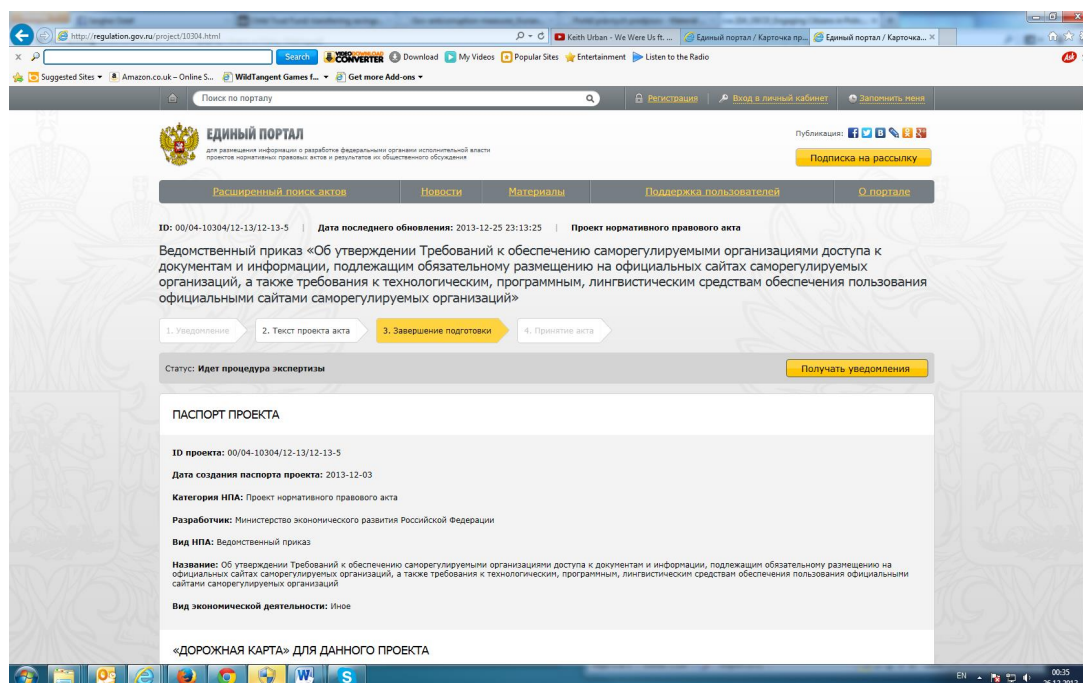 http://regulation.gov.ru/project/10304.html
Keith Urban - We Were Us ft. ...
Единый портал / Карточка пр...
Единый портал / Карточка...
Search
VIDEO DOWNLOAD CONVERTER
Download
My Videos
Popular Sites
Entertainment
Listen to the Radio
Suggested Sites
Amazon.co.uk – Online S...
WildTangent Games f...
Get more Add-ons
Поиск по порталу
Регистрация
Вход в личный кабинет
Запомнить меня
ЕДИНЫЙ ПОРТАЛ
для размещения информации о разработке федеральными органами исполнительной власти
проектов нормативных правовых актов и результатов их общественного обсуждения
Публикация:
Подписка на рассылку
Расширенный поиск актов
Новости
Материалы
Поддержка пользователей
О портале
ID: 00/04-10304/12-13/12-13-5 | Дата последнего обновления: 2013-12-25 23:13:25 | Проект нормативного правового акта
Ведомственный приказ «Об утверждении Требований к обеспечению саморегулируемыми организациями доступа к
документам и информации, подлежащим обязательному размещению на официальных сайтах саморегулируемых
организаций, а также требования к технологическим, программным, лингвистическим средствам обеспечения пользования
официальными сайтами саморегулируемых организаций»
1. Уведомление
2. Текст проекта акта
3. Завершение подготовки
4. Принятие акта
Статус: Идет процедура экспертизы
Получать уведомления
ПАСПОРТ ПРОЕКТА
ID проекта: 00/04-10304/12-13/12-13-5
Дата создания паспорта проекта: 2013-12-03
Категория НПА: Проект нормативного правового акта
Разработчик: Министерство экономического развития Российской Федерации
Вид НПА: Ведомственный приказ
Название: Об утверждении Требований к обеспечению саморегулируемыми организациями доступа к документам и информации, подлежащим обязательному размещению на
официальных сайтах саморегулируемых организаций, а также требования к технологическим, программным, лингвистическим средствам обеспечения пользования официальными
сайтами саморегулируемых организаций
Вид экономической деятельности: Иное
«ДОРОЖНАЯ КАРТА» ДЛЯ ДАННОГО ПРОЕКТА
EN
00:35
26.12.2013